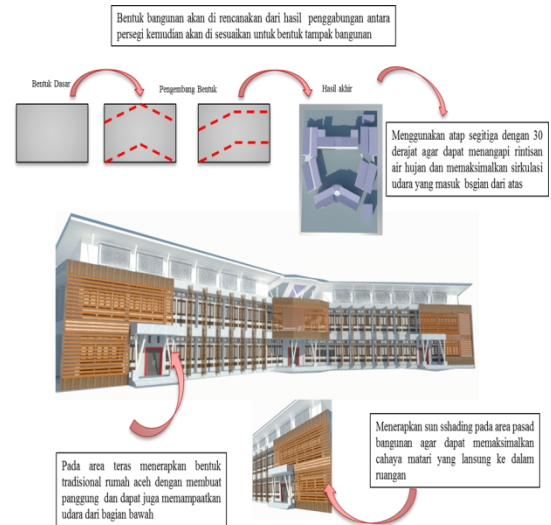 Bentuk bangunan akan di rencanakan dari hasil penggabungan antara
persegi kemudian akan di sesuaikan untuk bentuk tampak bangunan
Bentuk Dasar
Pengembang Bentuk
Hasil akhir
Menggunakan atap segitiga dengan 30
derajat agar dapat menangapi rintisan
air hujan dan memaksimalkan sirkulasi
udara yang masuk bsgian dari atas
Pada area teras menerapkan bentuk
tradisional rumah aceh dengan membuat
panggung dan dapat juga memampaatkan
udara dari bagian bawah
Menerapkan sun sshading pada area pasad
bangunan agar dapat memaksimalkan
cahaya matari yang lansung ke dalam
ruangan